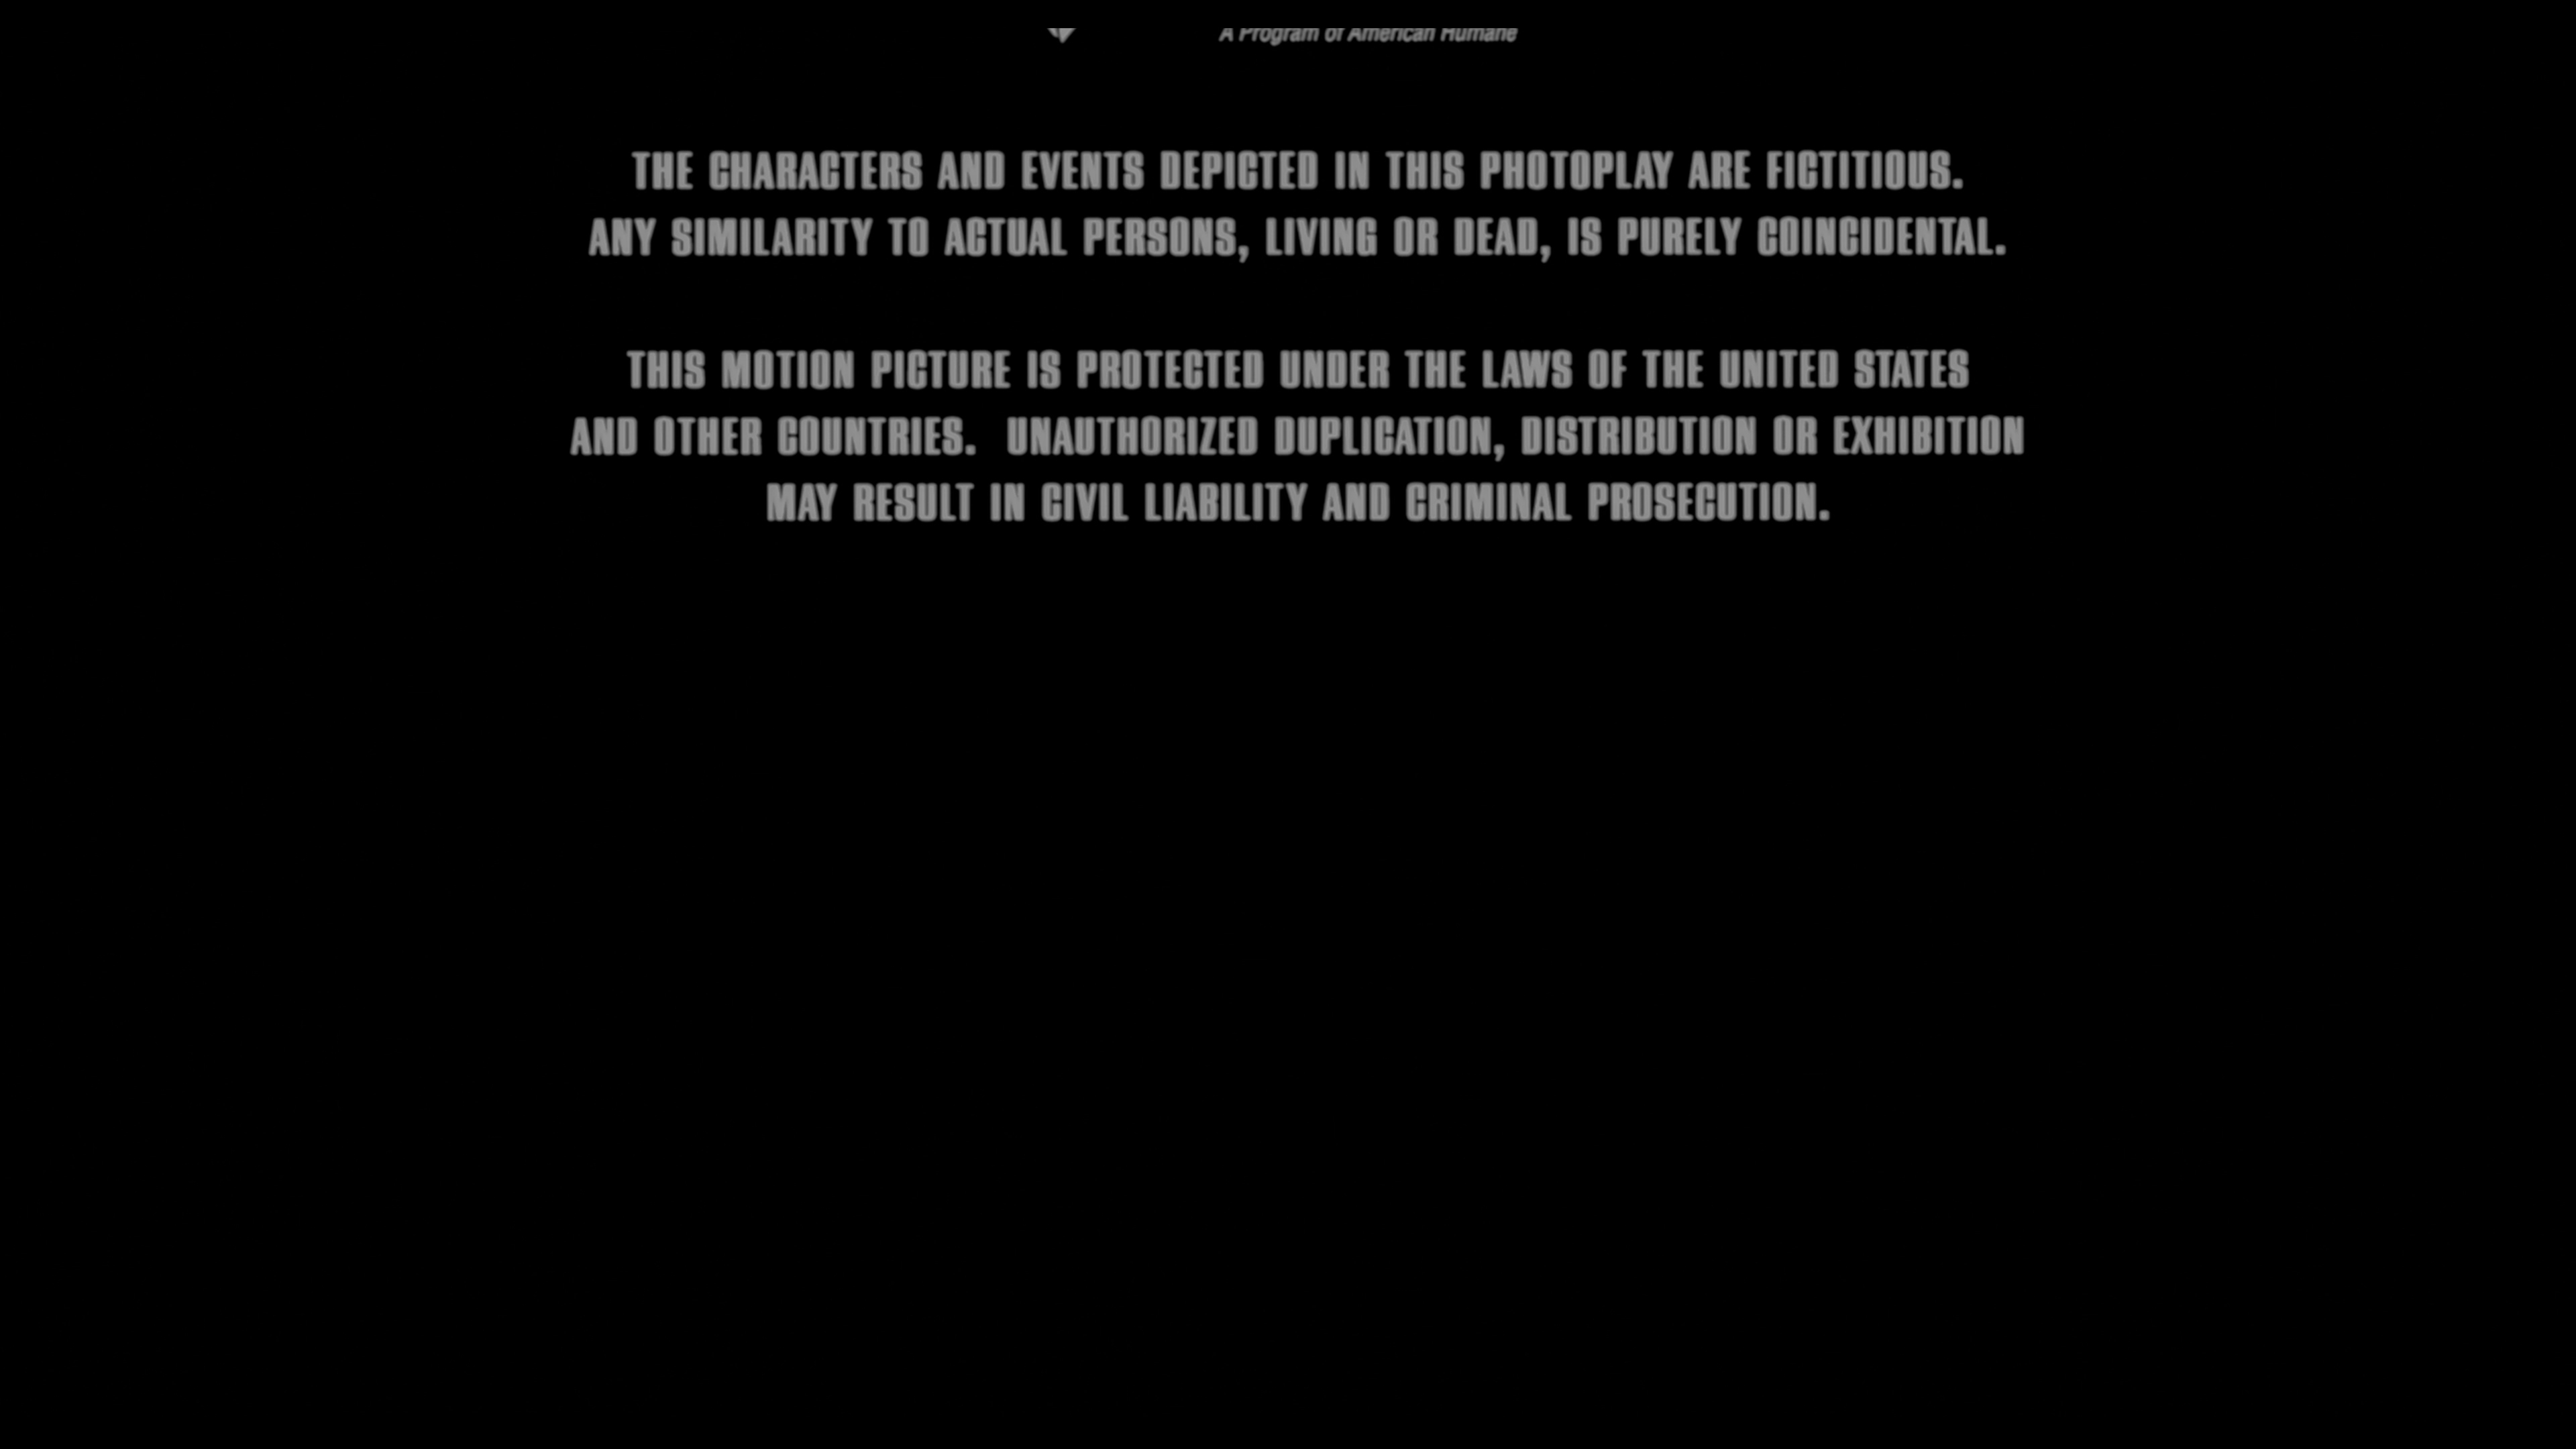 A Program of American Humane
THE CHARACTERS AND EVENTS DEPICTED IN THIS PHOTOPLAY ARE FICTITIOUS.
ANY SIMILARITY TO ACTUAL PERSONS, LIVING OR DEAD, IS PURELY COINCIDENTAL.
THIS MOTION PICTURE IS PROTECTED UNDER THE LAWS OF THE UNITED STATES
AND OTHER COUNTRIES.  UNAUTHORIZED DUPLICATION, DISTRIBUTION OR EXHIBITION
MAY RESULT IN CIVIL LIABILITY AND CRIMINAL PROSECUTION.